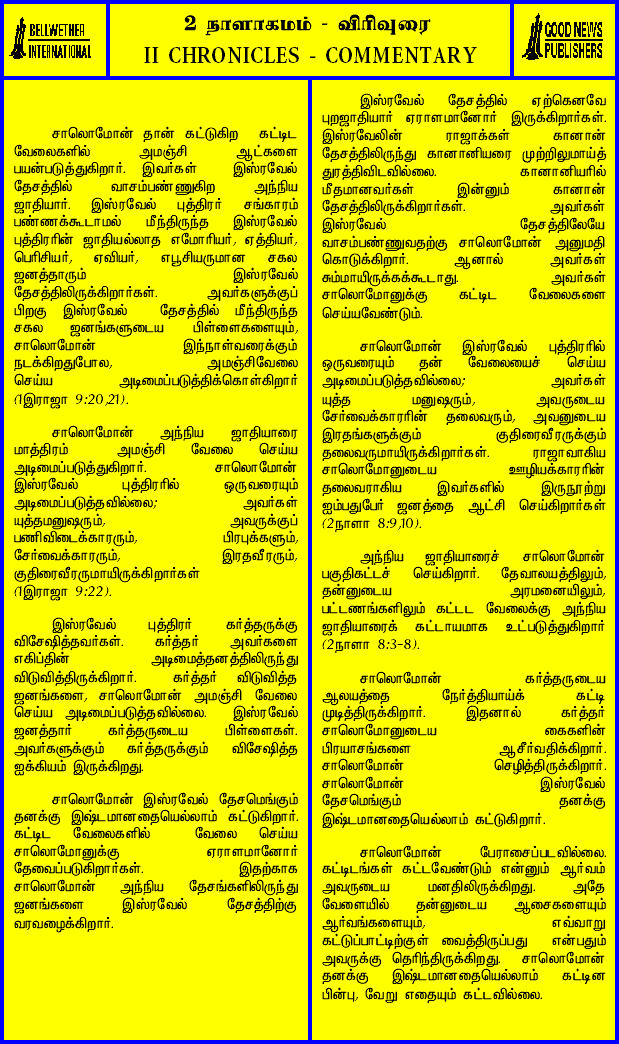 BELLWETHER
INTERNATIONAL
2 நாளாகமம் - விரிவுரை
II CHRONICLES - COMMENTARY
GOOD NEWS
PUBLISHERS
சாலொமோன் தான் கட்டுகிற கட்டிட
வேலைகளில் அமஞ்சி ஆட்களை
பயன்படுத்துகிறார். இவர்கள் இஸ்ரவேல்
தேசத்தில் வாசம்பண்ணுகிற அந்நிய
ஜாதியார். இஸ்ரவேல் புத்திரர் சங்காரம்
பண்ணக்கூடாமல் மீந்திருந்த இஸ்ரவேல்
புத்திரரின் ஜாதியல்லாத எமோரியர், ஏத்தியர்,
பெரிசியர், ஏவியர், எபூசியருமான சகல
ஜனத்தாரும் இஸ்ரவேல்
தேசத்திலிருக்கிறார்கள். அவர்களுக்குப்
பிறகு இஸ்ரவேல் தேசத்தில் மீந்திருந்த
சகல ஜனங்களுடைய பிள்ளைகளையும்,
சாலொமோன் இந்நாள்வரைக்கும்
நடக்கிறதுபோல, அமஞ்சிவேலை
செய்ய அடிமைப்படுத்திக்கொள்கிறார்
(1இராஜா 9:20,21).
சாலொமோன் அந்நிய ஜாதியாரை
மாத்திரம் அமஞ்சி வேலை செய்ய
அடிமைப்படுத்துகிறார். சாலொமோன்
இஸ்ரவேல் புத்திரரில் ஒருவரையும்
அடிமைப்படுத்தவில்லை; அவர்கள்
யுத்தமனுஷரும், அவருக்குப்
பணிவிடைக்காரரும், பிரபுக்களும்,
சேர்வைக்காரரும், இரதவீரரும்,
குதிரைவீரருமாயிருக்கிறார்கள்
(1இராஜா 9:22).
இஸ்ரவேல் புத்திரர் கர்த்தருக்கு
விசேஷித்தவர்கள். கர்த்தர் அவர்களை
எகிப்தின் அடிமைத்தனத்திலிருந்து
விடுவித்திருக்கிறார். கர்த்தர் விடுவித்த
ஜனங்களை, சாலொமோன் அமஞ்சி வேலை
செய்ய அடிமைப்படுத்தவில்லை. இஸ்ரவேல்
ஜனத்தார் கர்த்தருடைய பிள்ளைகள்.
அவர்களுக்கும் கர்த்தருக்கும் விசேஷித்த
ஐக்கியம் இருக்கிறது.
சாலொமோன் இஸ்ரவேல் தேசமெங்கும்
தனக்கு இஷ்டமானதையெல்லாம் கட்டுகிறார்.
கட்டிட வேலைகளில் வேலை செய்ய
சாலொமோனுக்கு ஏராளமானோர்
தேவைப்படுகிறார்கள். இதற்காக
சாலொமோன் அந்நிய தேசங்களிலிருந்து
ஜனங்களை இஸ்ரவேல் தேசத்திற்கு
வரவழைக்கிறார்.
இஸ்ரவேல் தேசத்தில் ஏற்கெனவே
புறஜாதியார் ஏராளமானோர் இருக்கிறார்கள்.
இஸ்ரவேலின் ராஜாக்கள் கானான்
தேசத்திலிருந்து கானானியரை முற்றிலுமாய்த்
துரத்திவிடவில்லை. கானானியரில்
மீதமானவர்கள் இன்னும் கானான்
தேசத்திலிருக்கிறார்கள். அவர்கள்
இஸ்ரவேல் தேசத்திலேயே
வாசம்பண்ணுவதற்கு சாலொமோன் அனுமதி
கொடுக்கிறார். ஆனால் அவர்கள்
சும்மாயிருக்கக்கூடாது. அவர்கள்
சாலொமோனுக்கு கட்டிட வேலைகளை
செய்யவேண்டும்.
சாலொமோன் இஸ்ரவேல் புத்திரரில்
ஒருவரையும் தன் வேலையைச் செய்ய
அடிமைப்படுத்தவில்லை; அவர்கள்
யுத்த மனுஷரும், அவருடைய
சேர்வைக்காரரின் தலைவரும், அவனுடைய
இரதங்களுக்கும் குதிரைவீரருக்கும்
தலைவருமாயிருக்கிறார்கள். ராஜாவாகிய
சாலொமோனுடைய ஊழியக்காரரின்
தலைவராகிய இவர்களில் இருநூற்று
ஐம்பதுபேர் ஜனத்தை ஆட்சி செய்கிறார்கள்
(2நாளா 8:9,10).
அந்நிய ஜாதியாரைச் சாலொமோன்
பகுதிகட்டச் செய்கிறார். தேவாலயத்திலும்,
தன்னுடைய அரமனையிலும்,
பட்டணங்களிலும் கட்டட வேலைக்கு அந்நிய
ஜாதியாரைக் கட்டாயமாக உட்படுத்துகிறார்
(2நாளா 8:3-8).
சாலொமோன் கர்த்தருடைய
ஆலயத்தை நேர்த்தியாய்க் கட்டி
முடித்திருக்கிறார். இதனால் கர்த்தர்
சாலொமோனுடைய கைகளின்
பிரயாசங்களை ஆசீர்வதிக்கிறார்.
சாலொமோன் செழித்திருக்கிறார்.
சாலொமோன் இஸ்ரவேல்
தேசமெங்கும் தனக்கு
இஷ்டமானதையெல்லாம் கட்டுகிறார்.
சாலொமோன் பேராசைப்படவில்லை.
கட்டிடங்கள் கட்டவேண்டும் என்னும் ஆர்வம்
அவருடைய மனதிலிருக்கிறது. அதே
வேளையில் தன்னுடைய ஆசைகளையும்
ஆர்வங்களையும், எவ்வாறு
கட்டுப்பாட்டிற்குள் வைத்திருப்பது என்பதும்
அவருக்கு தெரிந்திருக்கிறது. சாலொமோன்
தனக்கு இஷ்டமானதையெல்லாம் கட்டின
பின்பு, வேறு எதையும் கட்டவில்லை.